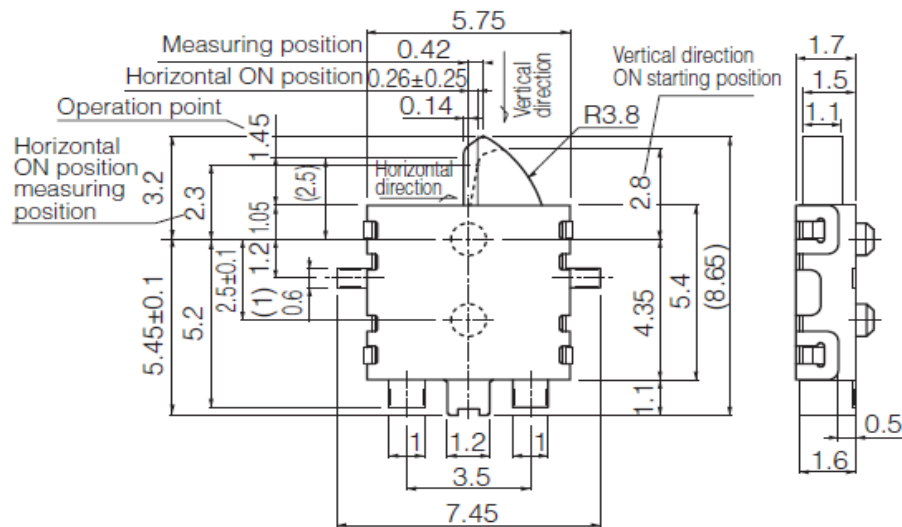 5.75
Measuring position
0.42
Vertical direction
ON starting position
Horizontal ON position
0.26±0.25
Vertical
direction
Operation point
0.14
R3.8
Horizontal
ON position
measuring
position
Horizontal
direction
1.45
3.2
2.3
(2.5)
1.05
2.8
5.45±0.1
5.2
2.5±0.1
1.2
(1)
0.6
4.35
5.4
(8.65)
1.1
1
1.2
1
3.5
7.45
1.7
1.5
1.1
0.5
1.6